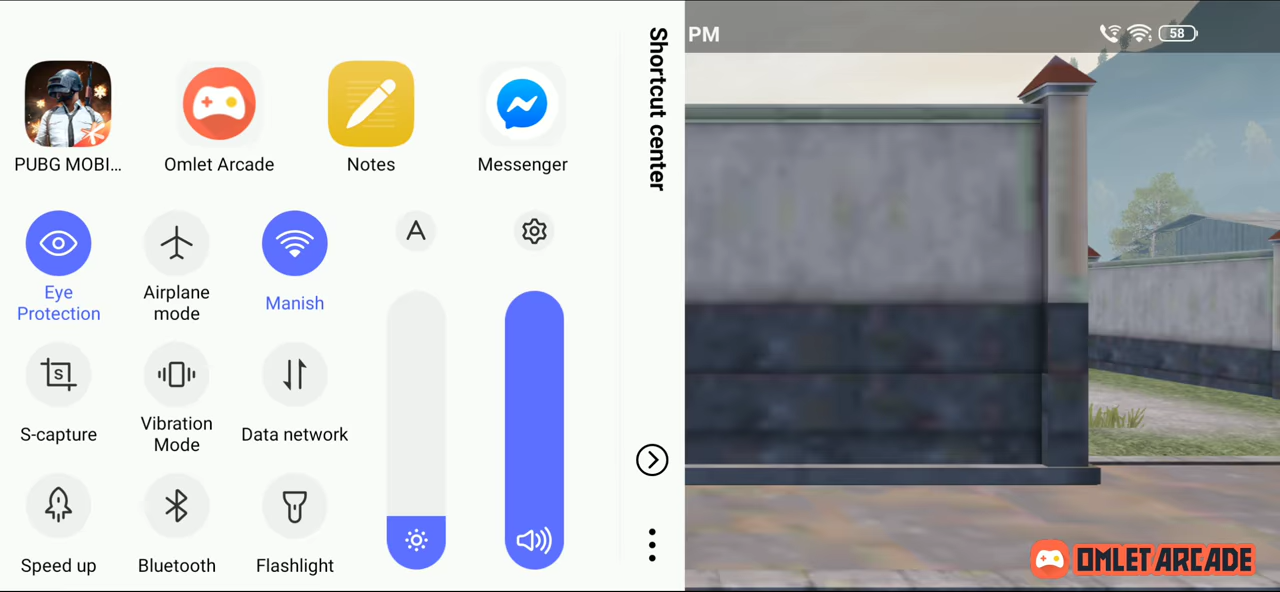 Shortcut center
PM
58
PUBG MOBI...
Omlet Arcade
Notes
Messenger
A
Eye
Protection
Airplane
mode
Manish
S
S-capture
Vibration
Mode
Data network
Speed up
Bluetooth
Flashlight
OMLET ARCADE